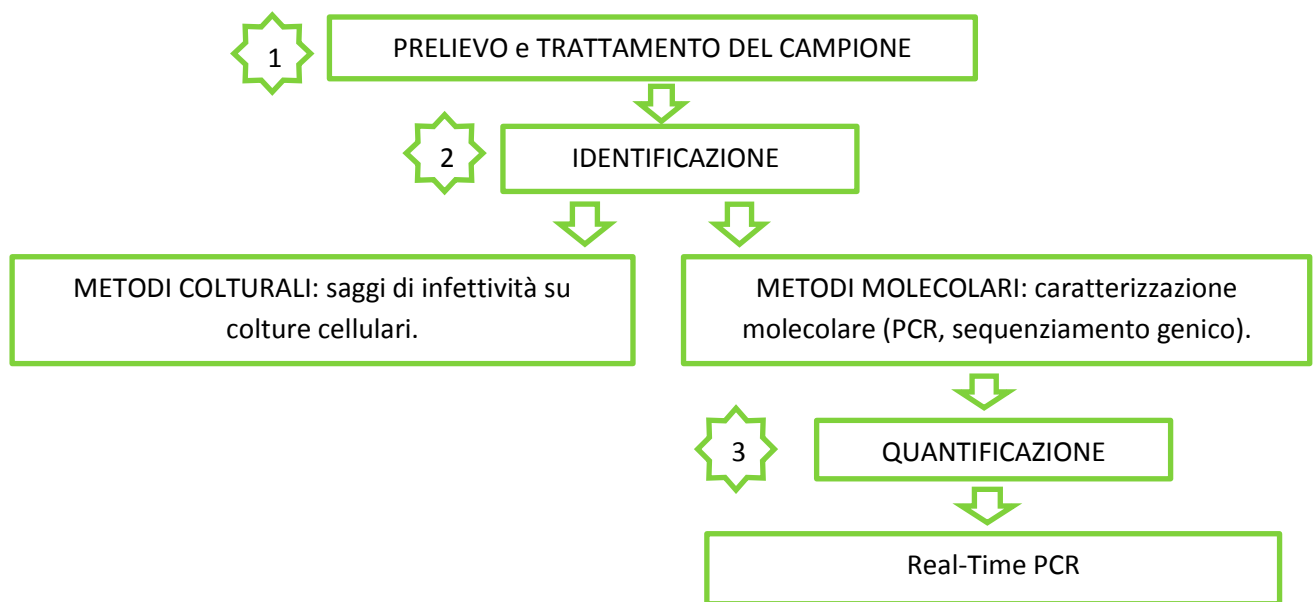 1
PRELIEVO e TRATTAMENTO DEL CAMPIONE
2
IDENTIFICAZIONE
METODI COLTURALI: saggi di infettività su
colture cellulari.
METODI MOLECOLARI: caratterizzazione
molecolare (PCR, sequenziamento genico).
3
QUANTIFICAZIONE
Real-Time PCR